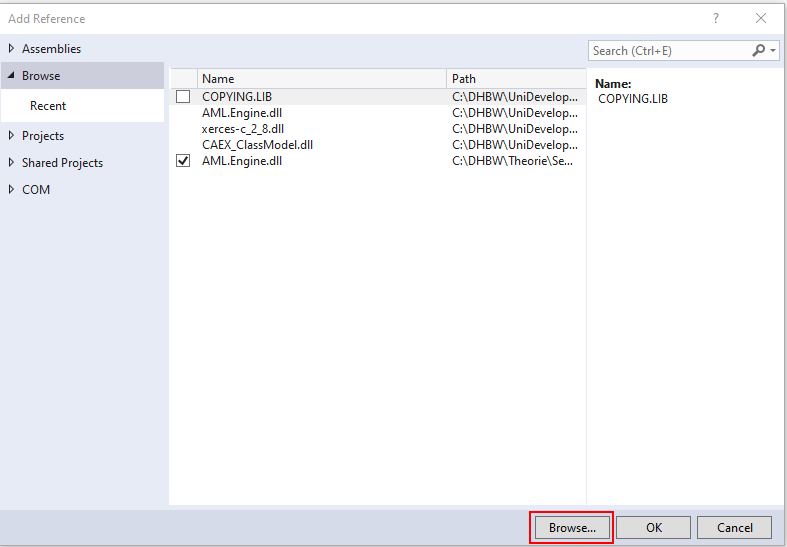 Add Reference
?
Assemblies
Browse
Recent
Projects
Shared Projects
COM
Name Path
COPYING.LIB C:\DHBW\UniDevelop...
AML.Engine.dll C:\DHBW\UniDevelop...
xerces-c_2_8.dll C:\DHBW\UniDevelop...
CAEX_ClassModel.dll C:\DHBW\UniDevelop...
AML.Engine.dll C:\DHBW\Theorie\Se...
Search (Ctrl+E)
Name:
COPYING.LIB
Browse... OK Cancel